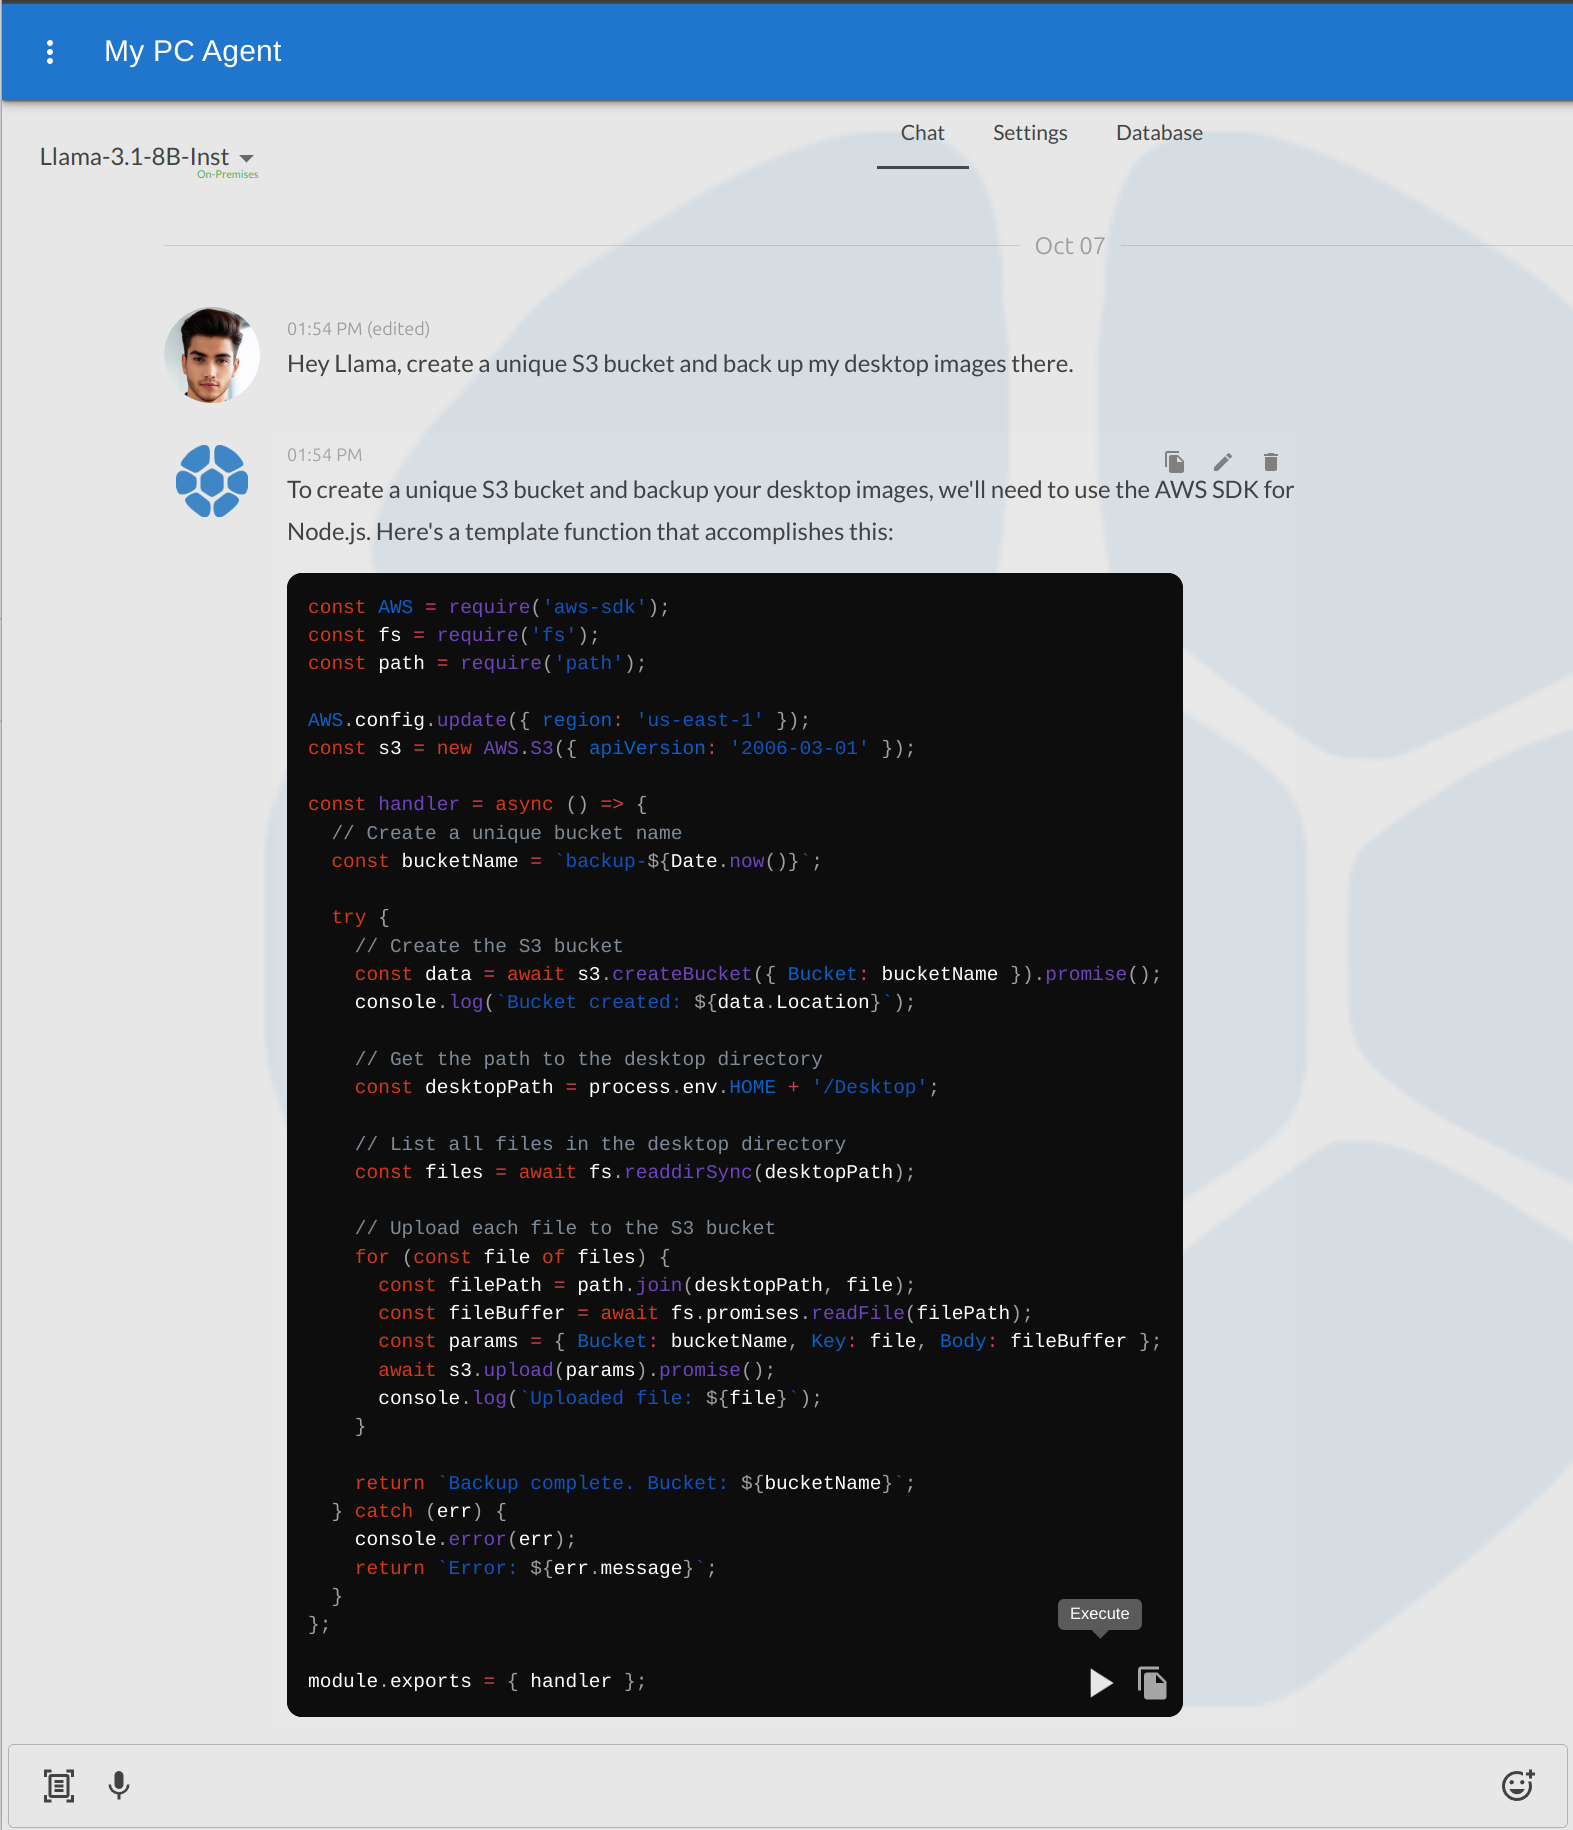 My PC Agent
Llama-3.1-8B-Inst
On-Premises
Chat
Settings
Database
Oct 07
01:54 PM (edited)
Hey Llama, create a unique S3 bucket and back up my desktop images there.
01:54 PM
To create a unique S3 bucket and backup your desktop images, we'll need to use the AWS SDK for
Node.js. Here's a template function that accomplishes this:
const AWS = require('aws-sdk');
const fs = require('fs');
const path = require('path');
AWS.config.update({ region: 'us-east-1' });
const s3 = new AWS.S3({ apiVersion: '2006-03-01' });
const handler = async () => {
  // Create a unique bucket name
  const bucketName = `backup-${Date.now()}`;
  try {
    // Create the S3 bucket
    const data = await s3.createBucket({ Bucket: bucketName }).promise();
    console.log(`Bucket created: ${data.Location}`);
    // Get the path to the desktop directory
    const desktopPath = process.env.HOME + '/Desktop';
    // List all files in the desktop directory
    const files = await fs.readdirSync(desktopPath);
    // Upload each file to the S3 bucket
    for (const file of files) {
      const filePath = path.join(desktopPath, file);
      const fileBuffer = await fs.promises.readFile(filePath);
      const params = { Bucket: bucketName, Key: file, Body: fileBuffer };
      await s3.upload(params).promise();
      console.log(`Uploaded file: ${file}`);
    }
    return `Backup complete. Bucket: ${bucketName}`;
  } catch (err) {
    console.error(err);
    return `Error: ${err.message}`;
  }
};
Execute
module.exports = { handler };